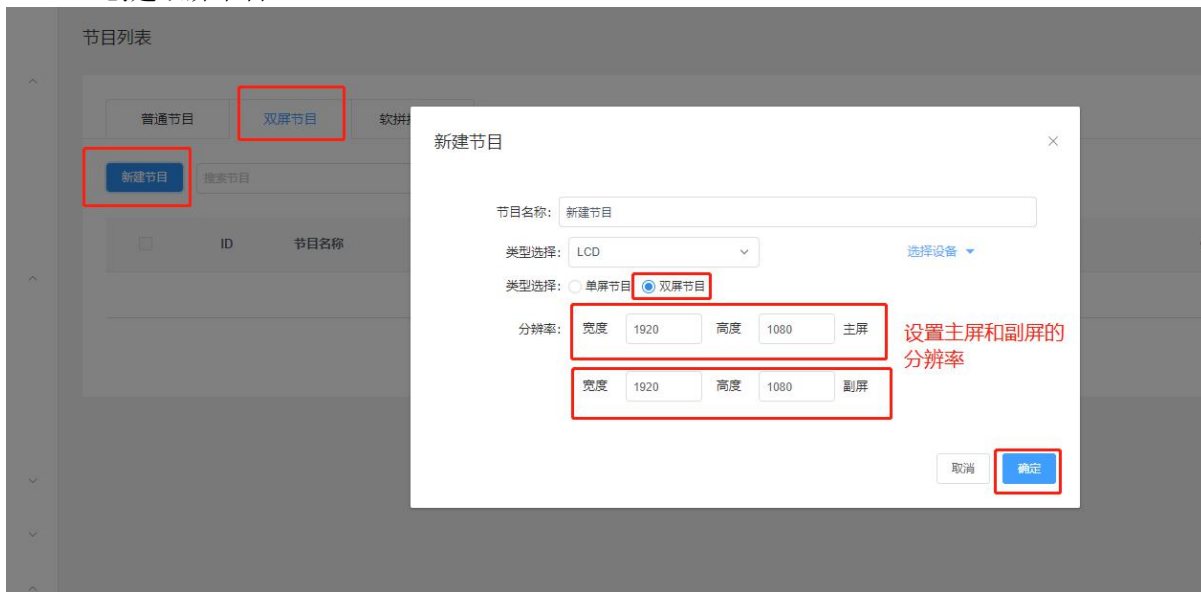 节目列表
普通节目 双屏节目 软拼
新建节目 搜索节目
ID 节目名称
新建节目
节目名称: 新建节目
类型选择: LCD 选择设备
类型选择: 单屏节目 双屏节目
分辨率: 宽度 1920 高度 1080 主屏
宽度 1920 高度 1080 副屏
设置主屏和副屏的
分辨率
取消 确定